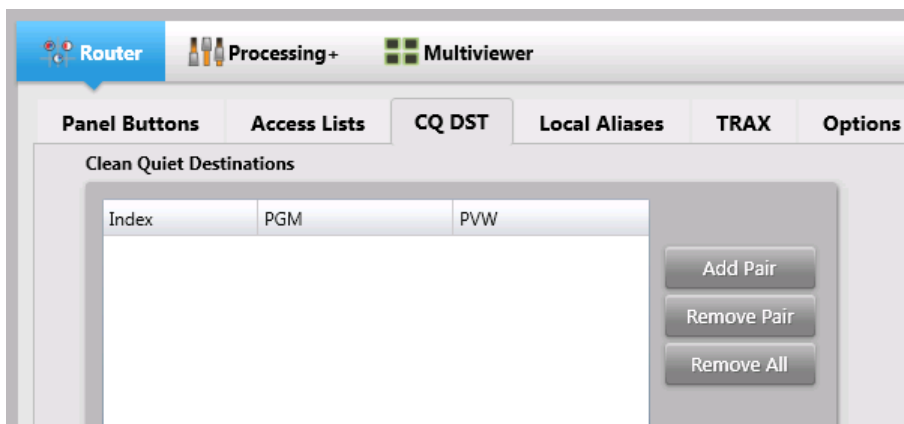 Router Processing+ Multiviewer
Panel Buttons Access Lists CQ DST Local Aliases TRAX Options
Clean Quiet Destinations
Index PGM PVW
Add Pair
Remove Pair
Remove All